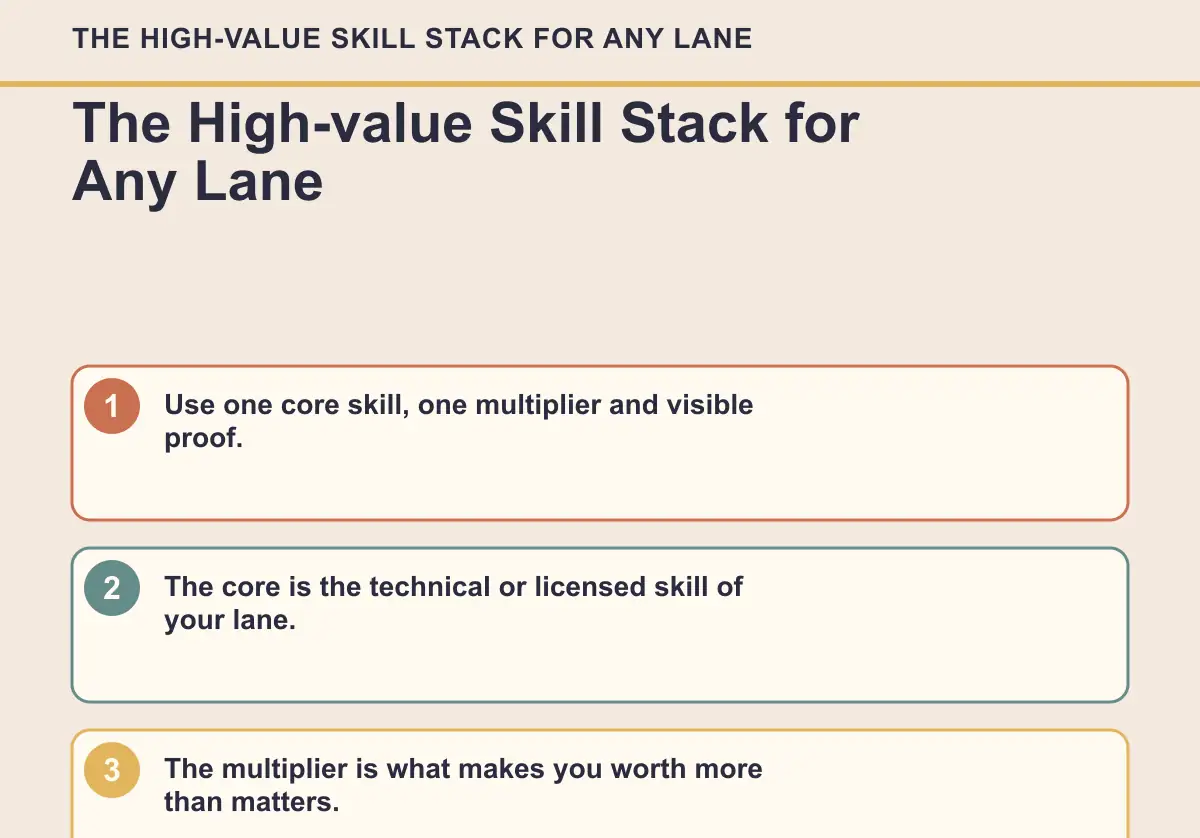 THE HIGH-VALUE SKILL STACK FOR ANY LANE
The High-value Skill Stack for
Any Lane
1
Use one core skill, one multiplier and visible
proof.
2
The core is the technical or licensed skill of
your lane.
3
The multiplier is what makes you worth more
than matters.